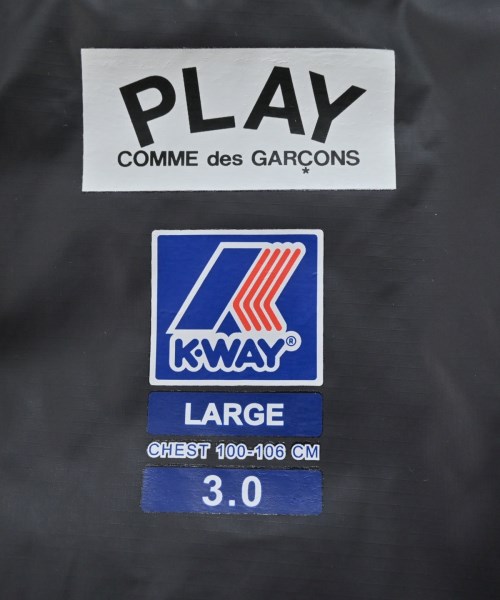 PLAY
COMME des GARÇONS
K·WAY®
LARGE
CHEST 100-106 CM
3.0